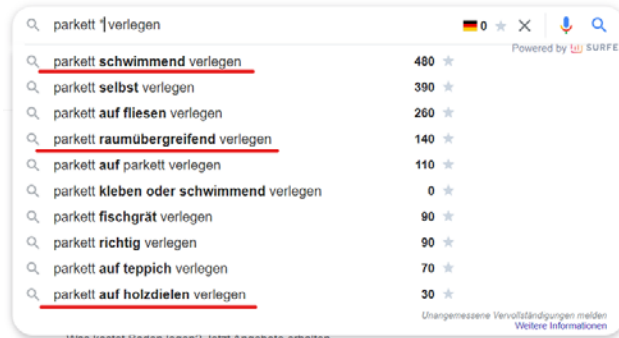 parkett * verlegen 0
Powered by SURFE
parkett schwimmend verlegen 480
parkett selbst verlegen 390
parkett auf fliesen verlegen 260
parkett raumübergreifend verlegen 140
parkett auf parkett verlegen 110
parkett kleben oder schwimmend verlegen 0
parkett fischgrät verlegen 90
parkett richtig verlegen 90
parkett auf teppich verlegen 70
parkett auf holzdielen verlegen 30
Unangemessene Vervollständigungen melden
Weitere Informationen